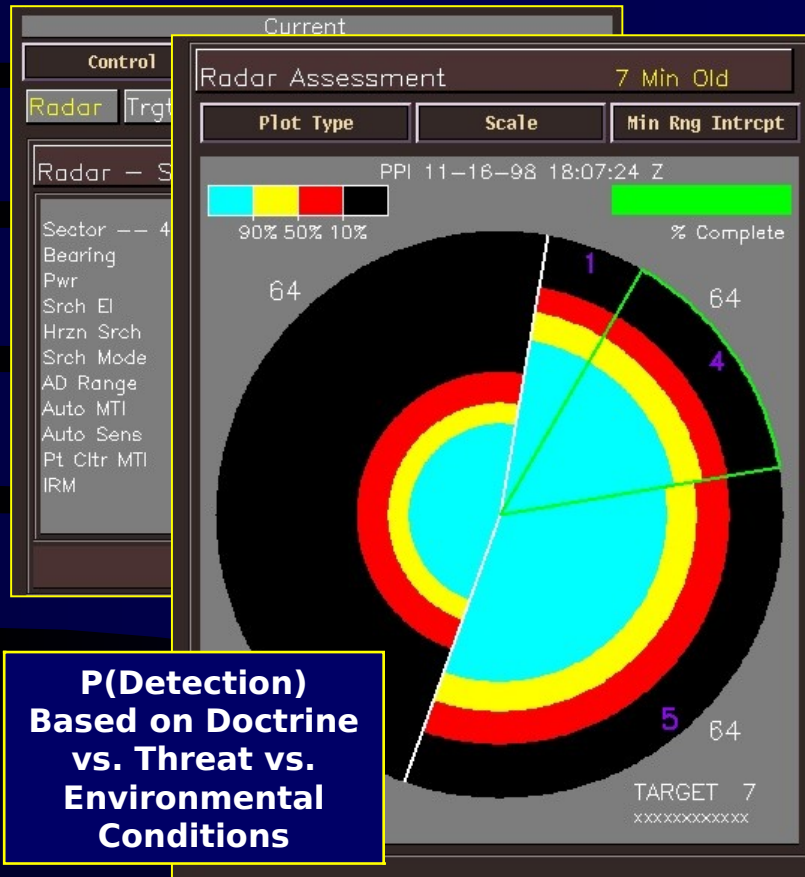 Current
Control
Radar Trgt
Radar – S
Sector –– 4
Bearing
Pwr
Srch El
Hrzn Srch
Srch Mode
AD Range
Auto MTI
Auto Sens
Pt Cltr MTI
IRM
Radar Assessment 7 Min Old
Plot Type Scale Min Rng Intrcpt
PPI 11–16–98 18:07:24 Z
90% 50% 10% % Complete
64
1
64
4
5
64
TARGET 7
xxxxxxxxxxxx
P(Detection)
Based on Doctrine
vs. Threat vs.
Environmental
Conditions